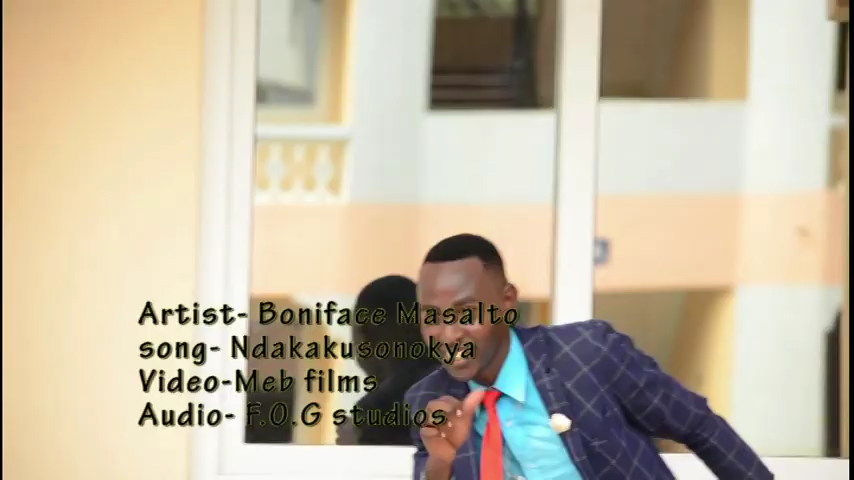 Artist- Boniface Masalto
song- Ndakakusonokya
Video-Meb films
Audio- F.O.G studios